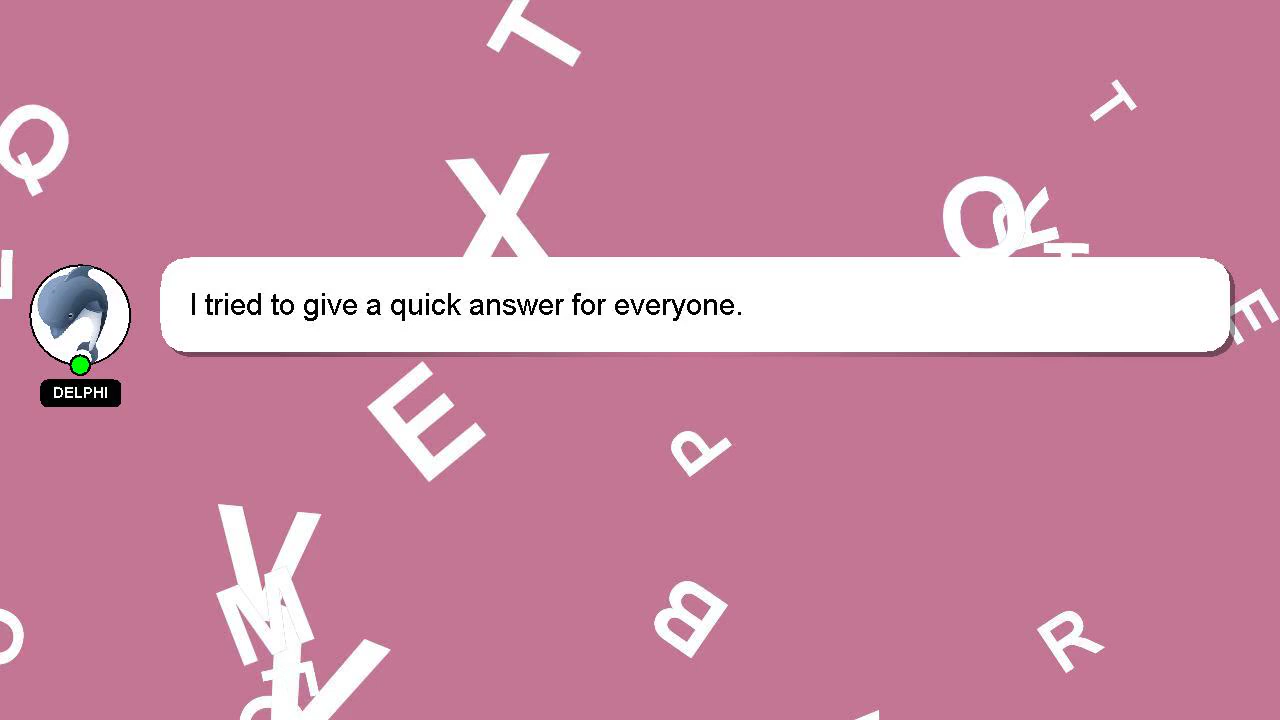 T
T
Q
X
O
R
T
E
I tried to give a quick answer for everyone.
DELPHI
E
P
V
M
B
R
V